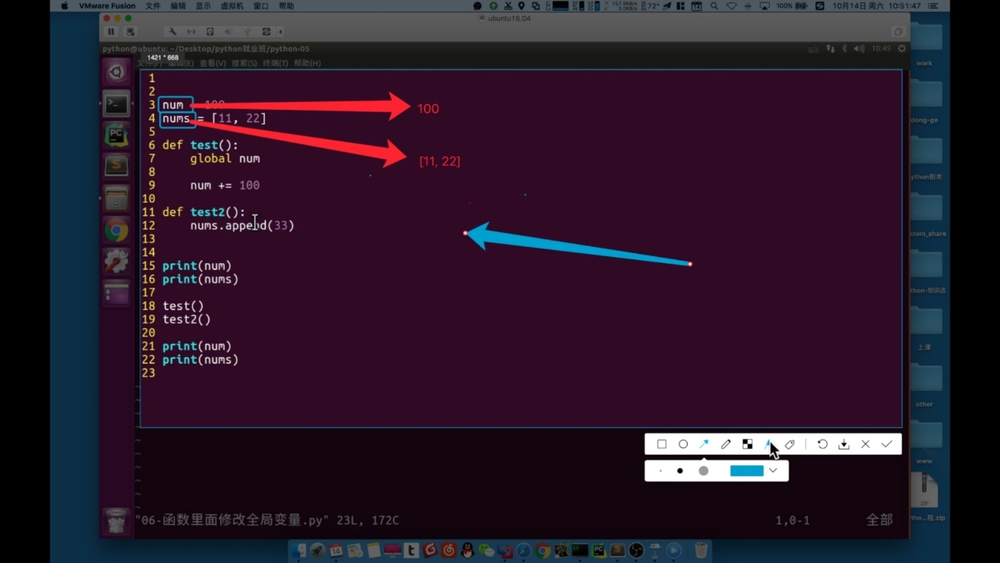 VMware Fusion 文件 编辑 显示 虚拟机 窗口 帮助
72° 100% 10月14日 周六 10:51:47
ubuntu16.04
python@ubuntu: ~/Desktop/python就业班/python-05
10:49
1421 * 668
查看(V) 搜索(S) 终端(T) 帮助(H)
1
2
3 num 100
4 nums = [11, 22]
5
6 def test():
7 global num
8
9 num += 100
10
11 def test2():
12 nums.append(33)
13
14
15 print(num)
16 print(nums)
17
18 test()
19 test2()
20
21 print(num)
22 print(nums)
23
100
[11, 22]
"06-函数里面修改全局变量.py" 23L, 172C
1,0-1
全部
work
dong-ge
ython相关
stem_share
thon-知识点
上课
other
www
ZIP